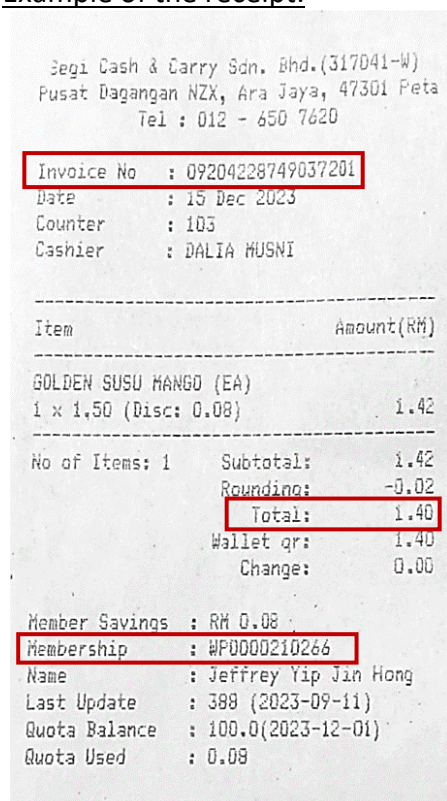 Example of the receipt:
Segi Cash & Carry Sdn. Bhd.(317041-W)
Pusat Dagangan NZX, Ara Jaya, 47301 Peta
Tel : 012 - 650 7620
Invoice No : 09204228749037201
Date : 15 Dec 2023
Counter : 103
Cashier : DALIA MUSNI
Item Amount(RM)
GOLDEN SUSU MANGO (EA)
1 x 1.50 (Disc: 0.08) 1.42
No of Items: 1 Subtotal: 1.42
Rounding: -0.02
Total: 1.40
Wallet qr: 1.40
Change: 0.00
Member Savings : RM 0.08
Membership : WP0000210266
Name : Jeffrey Yip Jin Hong
Last Update : 388 (2023-09-11)
Quota Balance : 100.0(2023-12-01)
Quota Used : 0.08